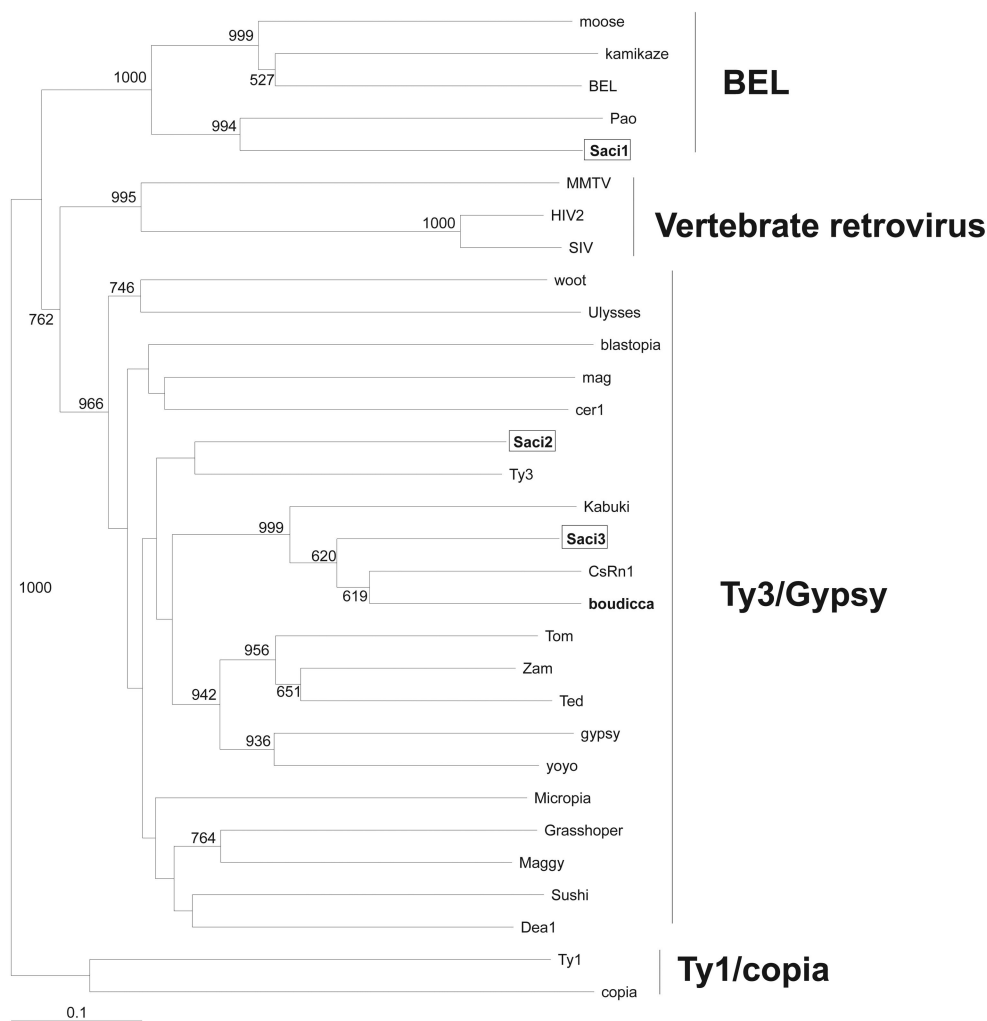 moose
999
kamikaze
527
BEL
1000
BEL
Pao
994
Saci1
MMTV
995
HIV2
1000
SIV
Vertebrate retrovirus
woot
746
Ulysses
762
blastopia
mag
966
cer1
Saci2
Ty3
Kabuki
999
Saci3
620
CsRn1
619
boudicca
1000
Ty3/Gypsy
Tom
956
Zam
651
Ted
942
gypsy
936
yoyo
Micropia
Grasshoper
764
Maggy
Sushi
Dea1
Ty1
Ty1/copia
copia
0.1